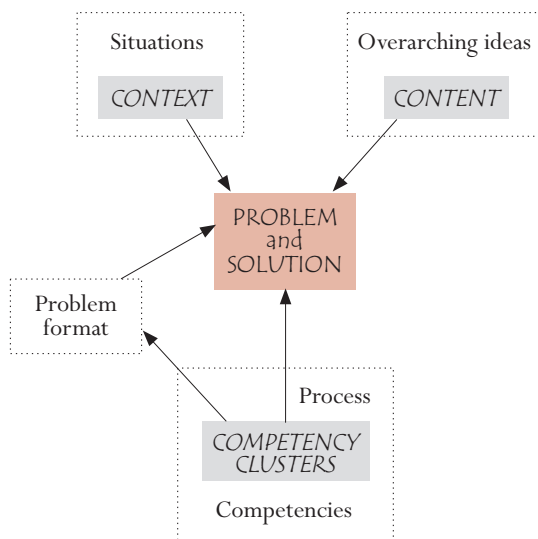 Situations
CONTEXT
Overarching ideas
CONTENT
PROBLEM
and
SOLUTION
Problem
format
Process
COMPETENCY
CLUSTERS
Competencies